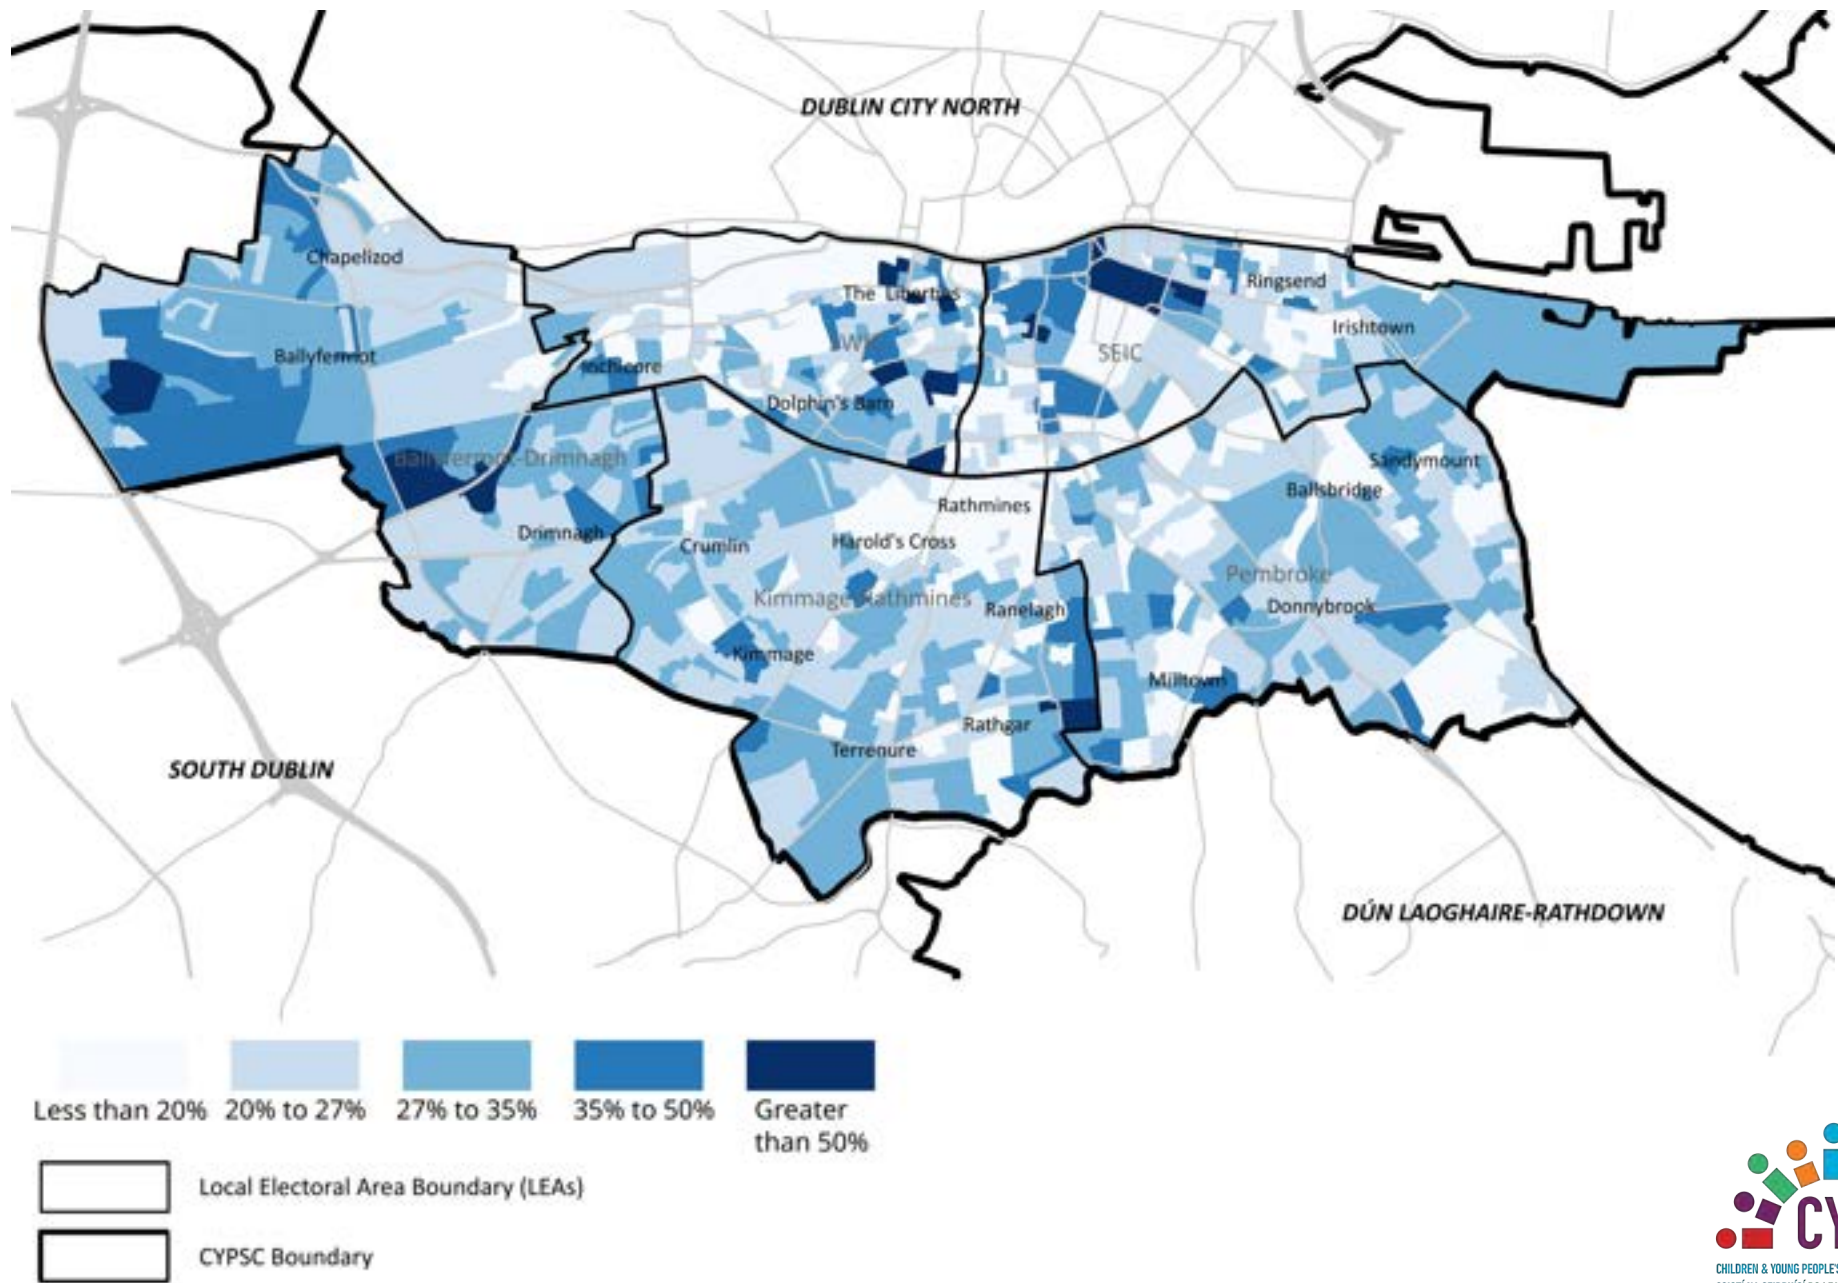 DUBLIN CITY NORTH
Chapelizod
The Liberties
Ringsend
Irishtown
SEIC
Ballyfermot
Inchicore
Dolphin's Barn
Ballyfermot-Drimnagh
Sandymount
Ballsbridge
Rathmines
Drimnagh
Crumlin
Harold's Cross
Pembroke
Kimmage-Rathmines
Ranelagh
Donnybrook
Kimmage
Milltown
Rathgar
Terrenure
SOUTH DUBLIN
DÚN LAOGHAIRE-RATHDOWN
Less than 20%
20% to 27%
27% to 35%
35% to 50%
Greater
than 50%
Local Electoral Area Boundary (LEAs)
CYPSC Boundary
CY
CHILDREN & YOUNG PEOPLE'S